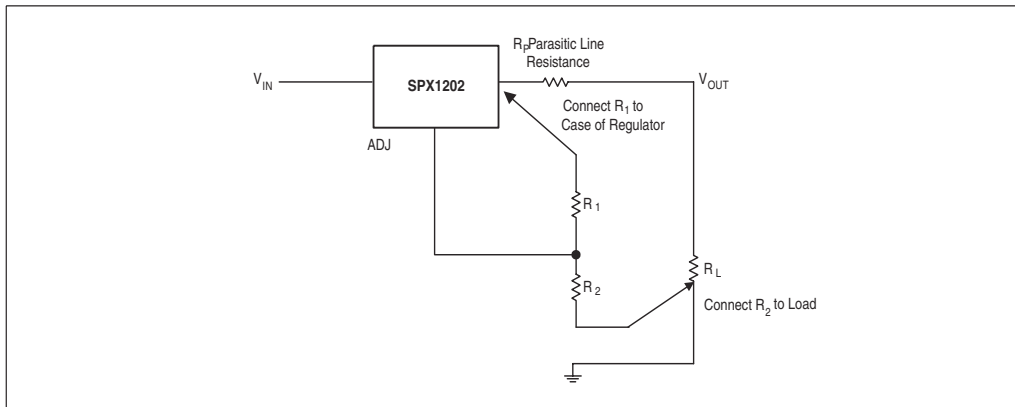 R_P Parasitic Line
Resistance
V_IN
SPX1202
V_OUT
Connect R_1 to
Case of Regulator
ADJ
R_1
R_2
R_L
Connect R_2 to Load